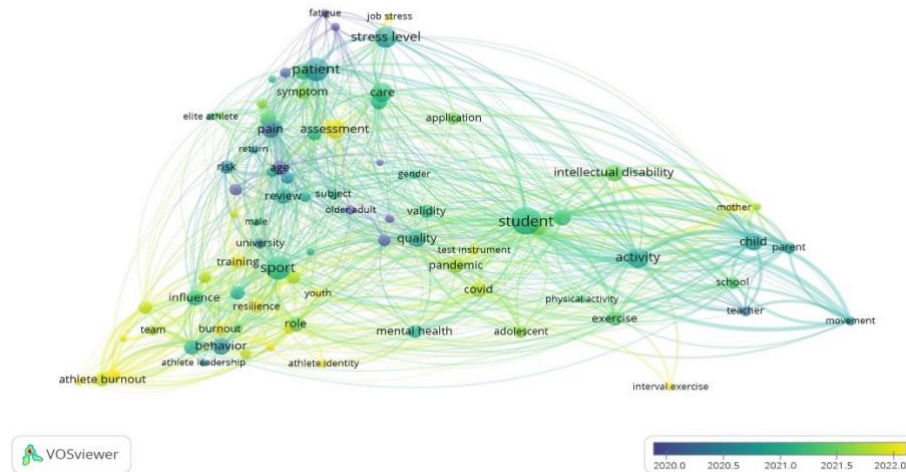 fatigue
job stress
stress level
patient
symptom
care
elite athlete
application
pain
assessment
return
risk
age
gender
intellectual disability
review
subject
older adult
validity
mother
male
student
university
quality
child
parent
test instrument
training
sport
pandemic
activity
school
youth
covid
influence
resilience
physical activity
teacher
team
burnout
role
mental health
adolescent
exercise
movement
behavior
athlete leadership
athlete identity
athlete burnout
interval exercise
VOSviewer
2020.0 2020.5 2021.0 2021.5 2022.0